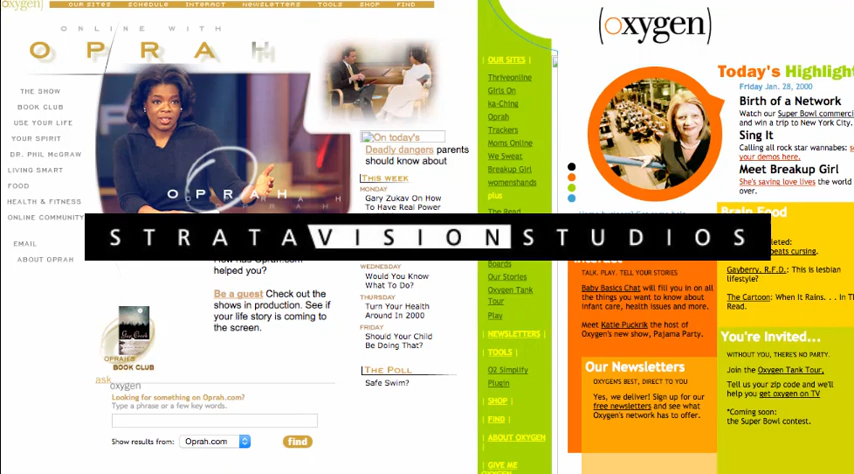 oxygen)
OUR SITES SCHEDULE INTERACT NEWSLETTERS TOOLS SHOP FIND
ONLINE WITH
OPRAH
THE SHOW
BOOK CLUB
USE YOUR LIFE
YOUR SPIRIT
DR. PHIL McGRAW
LIVING SMART
FOOD
HEALTH & FITNESS
ONLINE COMMUNITY
EMAIL
ABOUT OPRAH
OPRAH
On today's
Deadly dangers parents
should know about
THIS WEEK
MONDAY
Gary Zukav On How
To Have Real Power
STRATAVISIONSTUDIOS
helped you?
Be a guest Check out the
shows in production. See if
your life story is coming to
the screen.
WEDNESDAY
Would You Know
What To Do?
THURSDAY
Turn Your Health
Around In 2000
FRIDAY
Should Your Child
Be Doing That?
THE POLL
Safe Swim?
OPRAH'S
BOOK CLUB
ask
oxygen
Looking for something on Oprah.com?
Type a phrase or a few key words.
Show results from: Oprah.com find
| OUR SITES |
Thriveonline
Girls On
ka-Ching
Oprah
Trackers
Moms Online
We Sweat
Breakup Girl
womenshands
plus
The Read
Boards
Our Stories
Oxygen Tank
Tour
Play
| NEWSLETTERS |
| TOOLS |
O2 Simplify
Plugin
| SHOP |
| FIND |
| ABOUT OXYGEN |
| GIVE ME
(oxygen)
Today's Highlight
Friday Jan. 28, 2000
Birth of a Network
Watch our Super Bowl commerci
and win a trip to New York City.
Sing It
Calling all rock star wannabes: s
your demos here.
Meet Breakup Girl
She's saving love lives the world
over.
Brain Food
beats cursing.
Gayberry, R.F.D.: This is lesbian
lifestyle?
The Cartoon: When It Rains. . . In T
Read.
TALK. PLAY. TELL YOUR STORIES
Baby Basics Chat will fill you in on all
the things you want to know about
infant care, health issues and more.
Meet Katie Puckrik the host of
Oxygen's new show, Pajama Party.
Our Newsletters
OXYGEN'S BEST, DIRECT TO YOU
Yes, we deliver! Sign up for our
free newsletters and see what
Oxygen's network has to offer.
You're Invited...
WITHOUT YOU, THERE'S NO PARTY.
Join the Oxygen Tank Tour,
Tell us your zip code and we'll
help you get oxygen on TV
*Coming soon:
the Super Bowl contest.